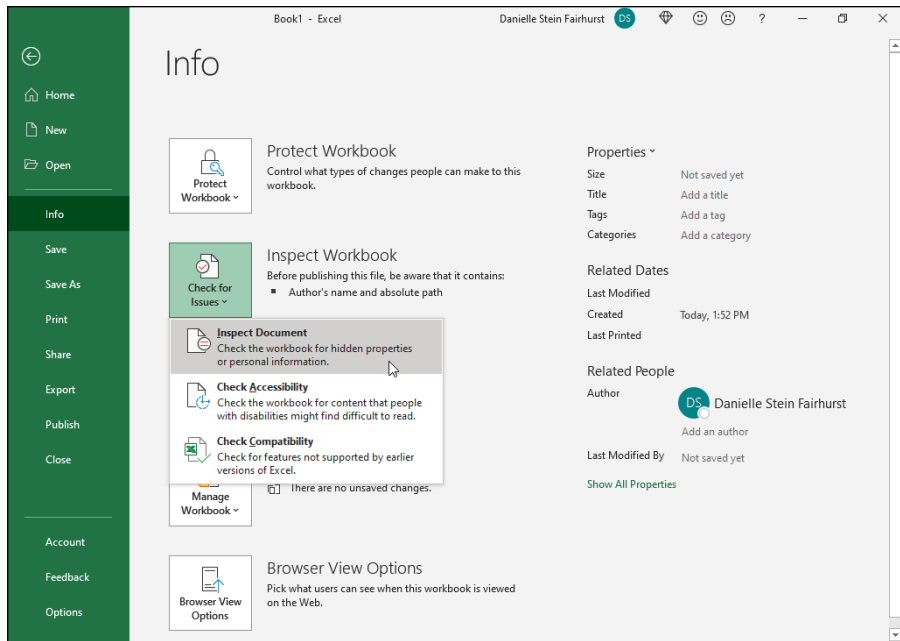 Book1 - Excel
Danielle Stein Fairhurst
DS
?
Info
Home
New
Open
Info
Save
Save As
Print
Share
Export
Publish
Close
Account
Feedback
Options
Protect
Workbook
Protect Workbook
Control what types of changes people can make to this
workbook.
Check for
Issues
Inspect Workbook
Before publishing this file, be aware that it contains:
Author's name and absolute path
Inspect Document
Check the workbook for hidden properties
or personal information.
Check Accessibility
Check the workbook for content that people
with disabilities might find difficult to read.
Check Compatibility
Check for features not supported by earlier
versions of Excel.
Manage
Workbook
There are no unsaved changes.
Browser View
Options
Browser View Options
Pick what users can see when this workbook is viewed
on the Web.
Properties
Size Not saved yet
Title Add a title
Tags Add a tag
Categories Add a category
Related Dates
Last Modified
Created Today, 1:52 PM
Last Printed
Related People
Author DS Danielle Stein Fairhurst
Add an author
Last Modified By Not saved yet
Show All Properties